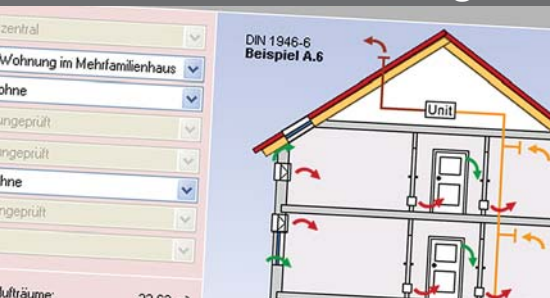 zentral
Wohnung im Mehrfamilienhaus
ohne
ungeprüft
ungeprüft
ohne
ungeprüft
DIN 1946-6
Beispiel A.6
Unit